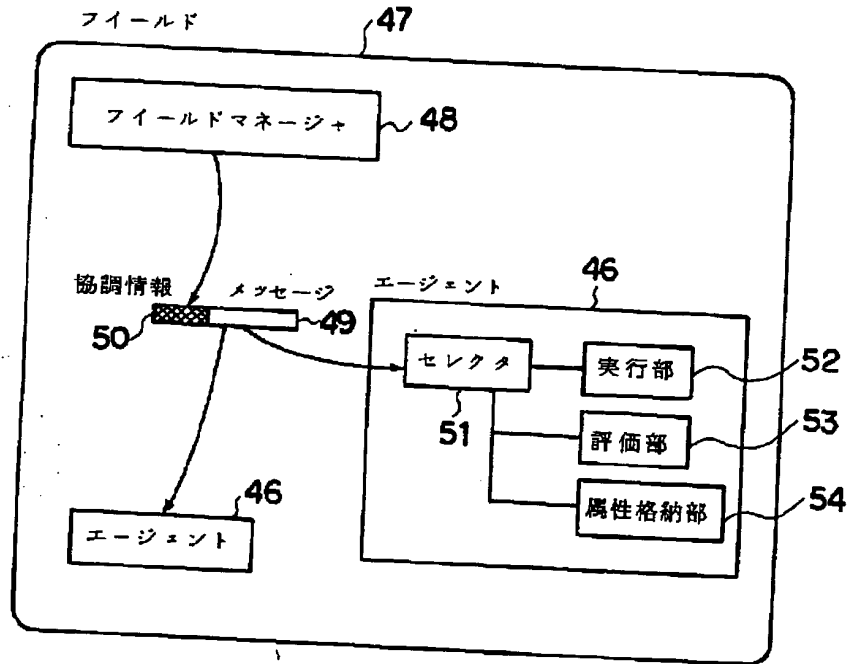 フイールド
47
フイールドマネージャ
48
協調情報
メッセージ
50
49
エージェント
46
セレクタ
51
実行部
52
評価部
53
属性格納部
54
46
エージェント